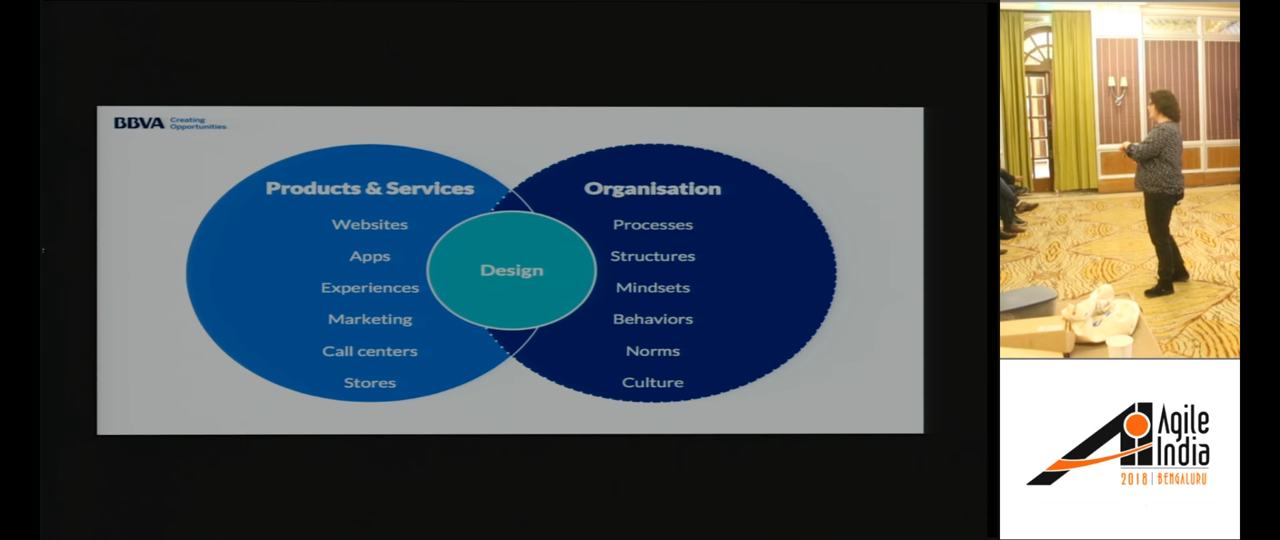 BBVA Creating
Opportunities
Products & Services
Websites
Apps
Experiences
Marketing
Call centers
Stores
Design
Organisation
Processes
Structures
Mindsets
Behaviors
Norms
Culture
Agile
India
2018 | BENGALURU